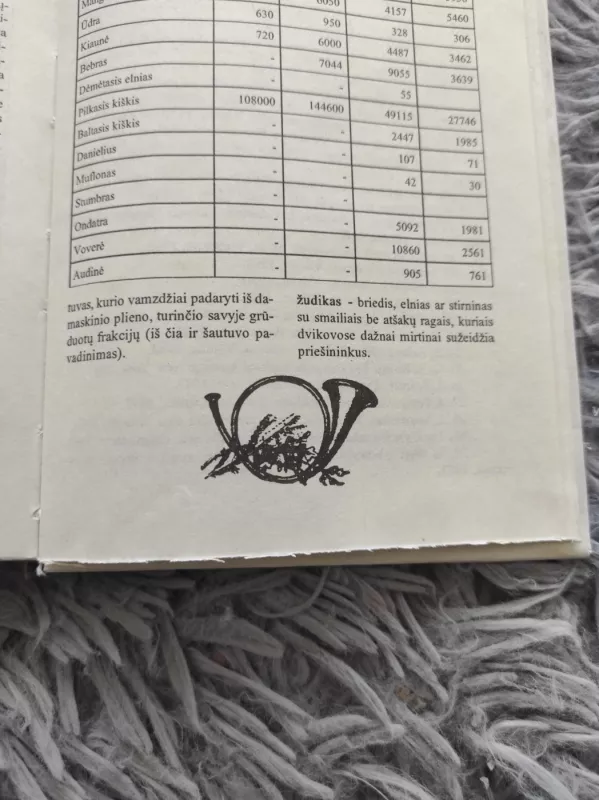 6050 4157 5460
Ūdra 630 950 328 306
Kiaunė 720 6000 4487 3462
Bebras - 7044 9055 3639
Dėmėtasis elnias - - 55
Pilkasis kiškis 108000 144600 49115 27746
Baltasis kiškis - - 2447 1985
Danielius - - 107 71
Muflonas - - 42 30
Stumbras - -
Ondatra - - 5092 1981
Voverė - - 10860 2561
Audinė - - 905 761
tuvas, kurio vamzdžiai padaryti iš da-
maskinio plieno, turinčio savyje grū-
duotų frakcijų (iš čia ir šautuvo pa-
vadinimas).
žudikas - briedis, elnias ar stirninas
su smailiais be atšakų ragais, kuriais
dvikovose dažnai mirtinai sužeidžia
priešininkus.